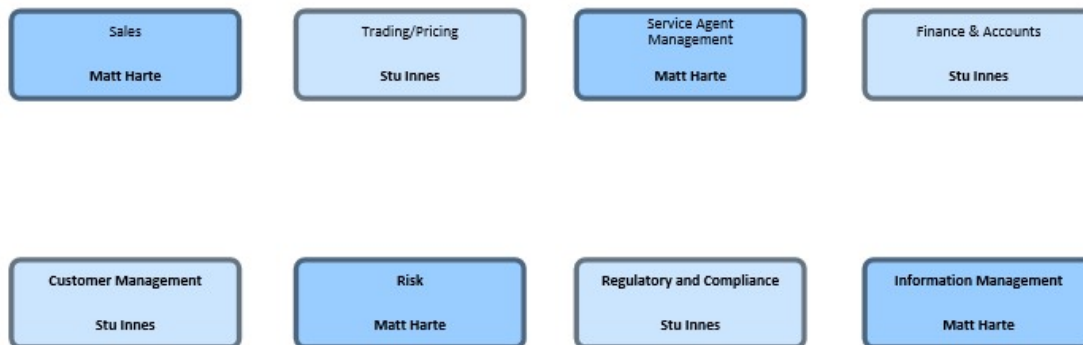 Sales
Matt Harte
Trading/Pricing
Stu Innes
Service Agent
Management
Matt Harte
Finance & Accounts
Stu Innes
Customer Management
Stu Innes
Risk
Matt Harte
Regulatory and Compliance
Stu Innes
Information Management
Matt Harte